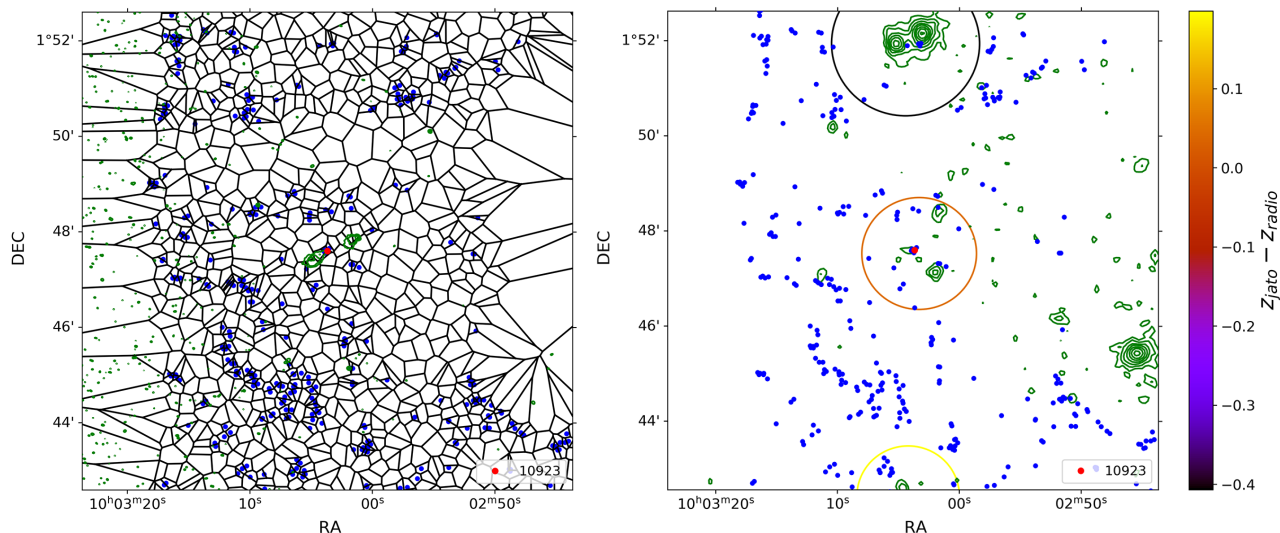 1°52'
50'
48'
46'
44'
DEC
10ʰ03ᵐ20ˢ
10ˢ
00ˢ
02ᵐ50ˢ
RA
10923
1°52'
50'
48'
46'
44'
DEC
10ʰ03ᵐ20ˢ
10ˢ
00ˢ
02ᵐ50ˢ
RA
10923
0.1
0.0
−0.1
−0.2
−0.3
−0.4
z_jato − z_radio